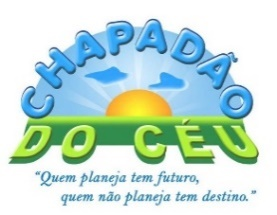 CHAPADÃO
DO CÉU
"Quem planeja tem futuro,
quem não planeja tem destino."